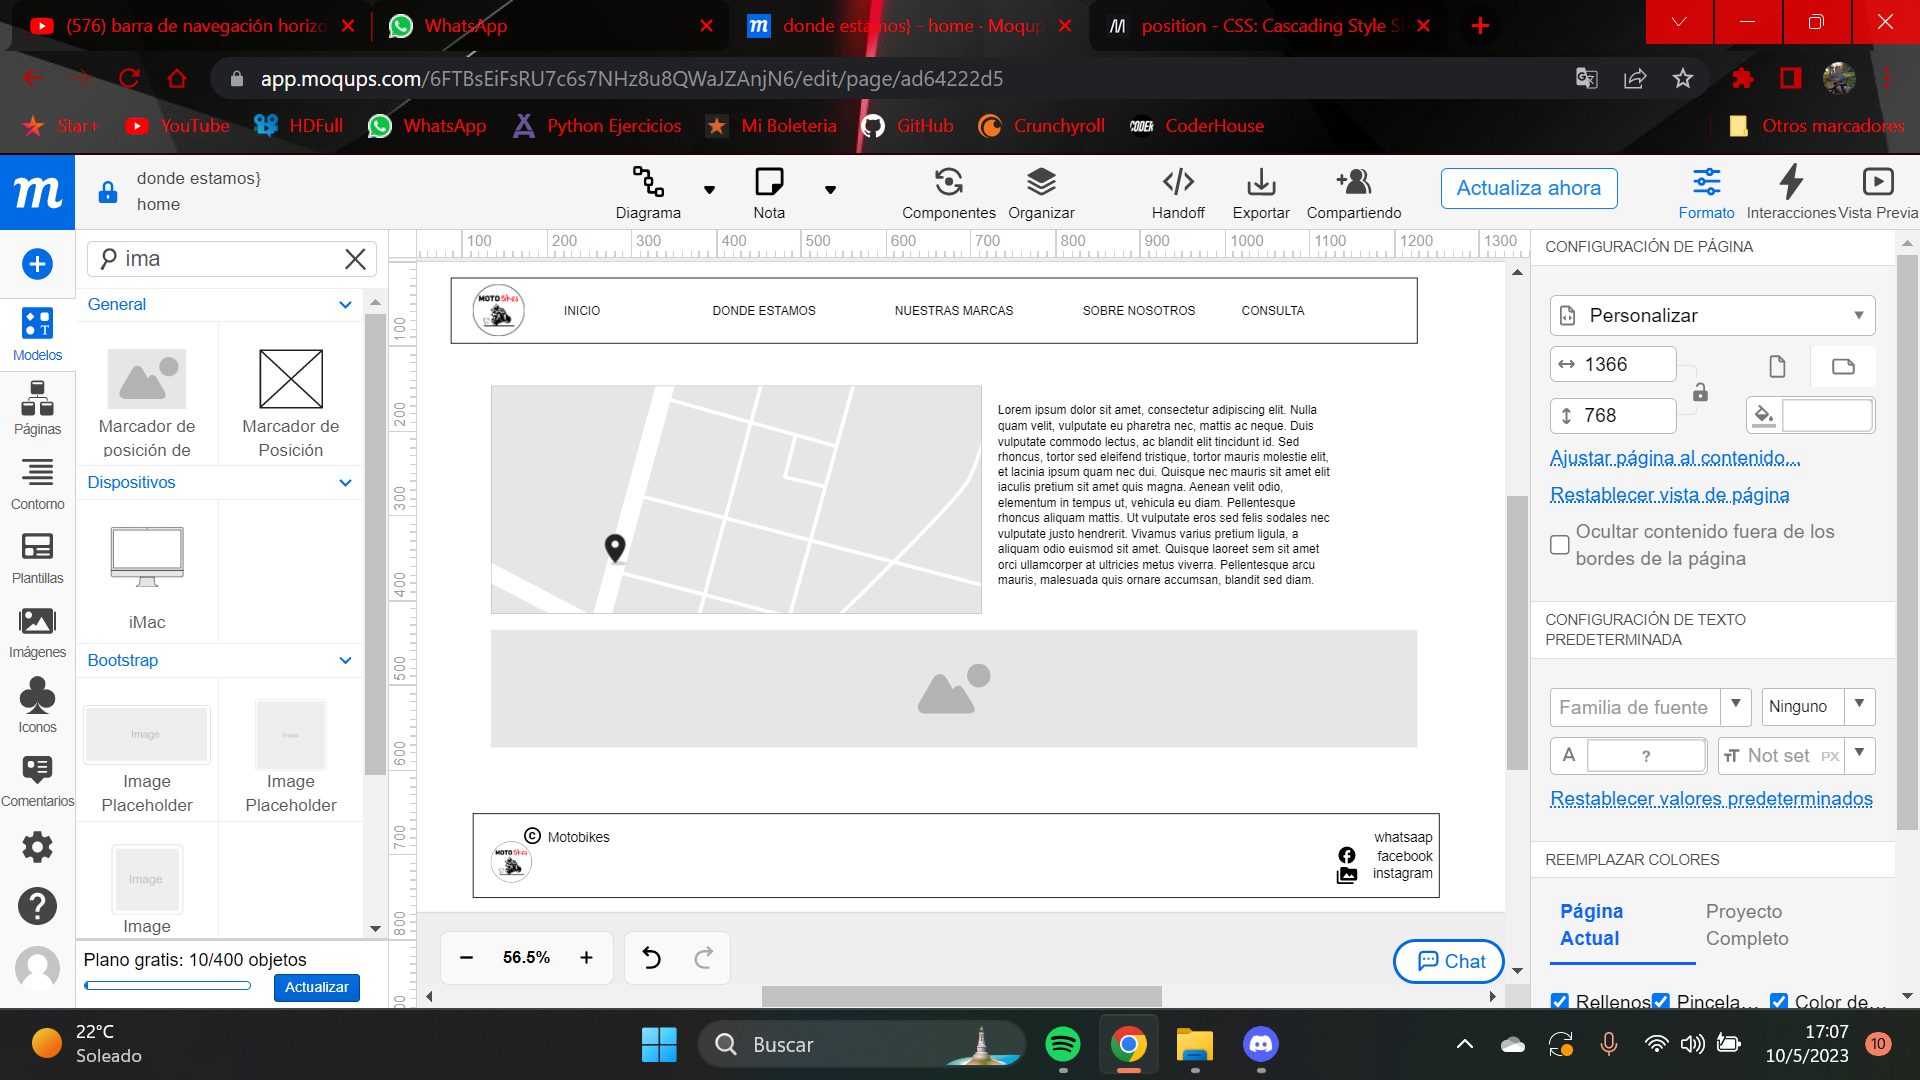 (576) barra de navegación horizo
WhatsApp
donde estamos} - home - Moqup
position - CSS: Cascading Style S
app.moqups.com/6FTBsEiFsRU7c6s7NHz8u8QWaJZAnjN6/edit/page/ad64222d5
Star+
YouTube
HDFull
WhatsApp
Python Ejercicios
Mi Boleteria
GitHub
Crunchyroll
CODER
CoderHouse
Otros marcadores
m
donde estamos}
home
Diagrama
Nota
Componentes
Organizar
Handoff
Exportar
Compartiendo
Actualiza ahora
Formato
Interacciones
Vista Previa
ima
General
Marcador de
posición de
Marcador de
Posición
Dispositivos
iMac
Bootstrap
Image
Image
Placeholder
Image
Image
Placeholder
Image
Image
Modelos
Páginas
Contorno
Plantillas
Imágenes
Iconos
Comentarios
Plano gratis: 10/400 objetos
Actualizar
100 200 300 400 500 600 700 800 900 1000 1100 1200 1300
100
200
300
400
500
600
700
800
MOTO Bikes
INICIO
DONDE ESTAMOS
NUESTRAS MARCAS
SOBRE NOSOTROS
CONSULTA
Lorem ipsum dolor sit amet, consectetur adipiscing elit. Nulla
quam velit, vulputate eu pharetra nec, mattis ac neque. Duis
vulputate commodo lectus, ac blandit elit tincidunt id. Sed
rhoncus, tortor sed eleifend tristique, tortor mauris molestie elit,
et lacinia ipsum quam nec dui. Quisque nec mauris sit amet elit
iaculis pretium sit amet quis magna. Aenean velit odio,
elementum in tempus ut, vehicula eu diam. Pellentesque
rhoncus aliquam mattis. Ut vulputate eros sed felis sodales nec
vulputate justo hendrerit. Vivamus varius pretium ligula, a
aliquam odio euismod sit amet. Quisque laoreet sem sit amet
orci ullamcorper at ultricies metus viverra. Pellentesque arcu
mauris, malesuada quis ornare accumsan, blandit sed diam.
© Motobikes
MOTO Bikes
whatsaap
facebook
instagram
56.5%
Chat
CONFIGURACIÓN DE PÁGINA
Personalizar
1366
768
Ajustar página al contenido...
Restablecer vista de página
Ocultar contenido fuera de los
bordes de la página
CONFIGURACIÓN DE TEXTO
PREDETERMINADA
Familia de fuente
Ninguno
A
?
Not set PX
Restablecer valores predeterminados
REEMPLAZAR COLORES
Página
Actual
Proyecto
Completo
Rellenos
Pincela...
Color de...
22°C
Soleado
Buscar
17:07
10/5/2023
10